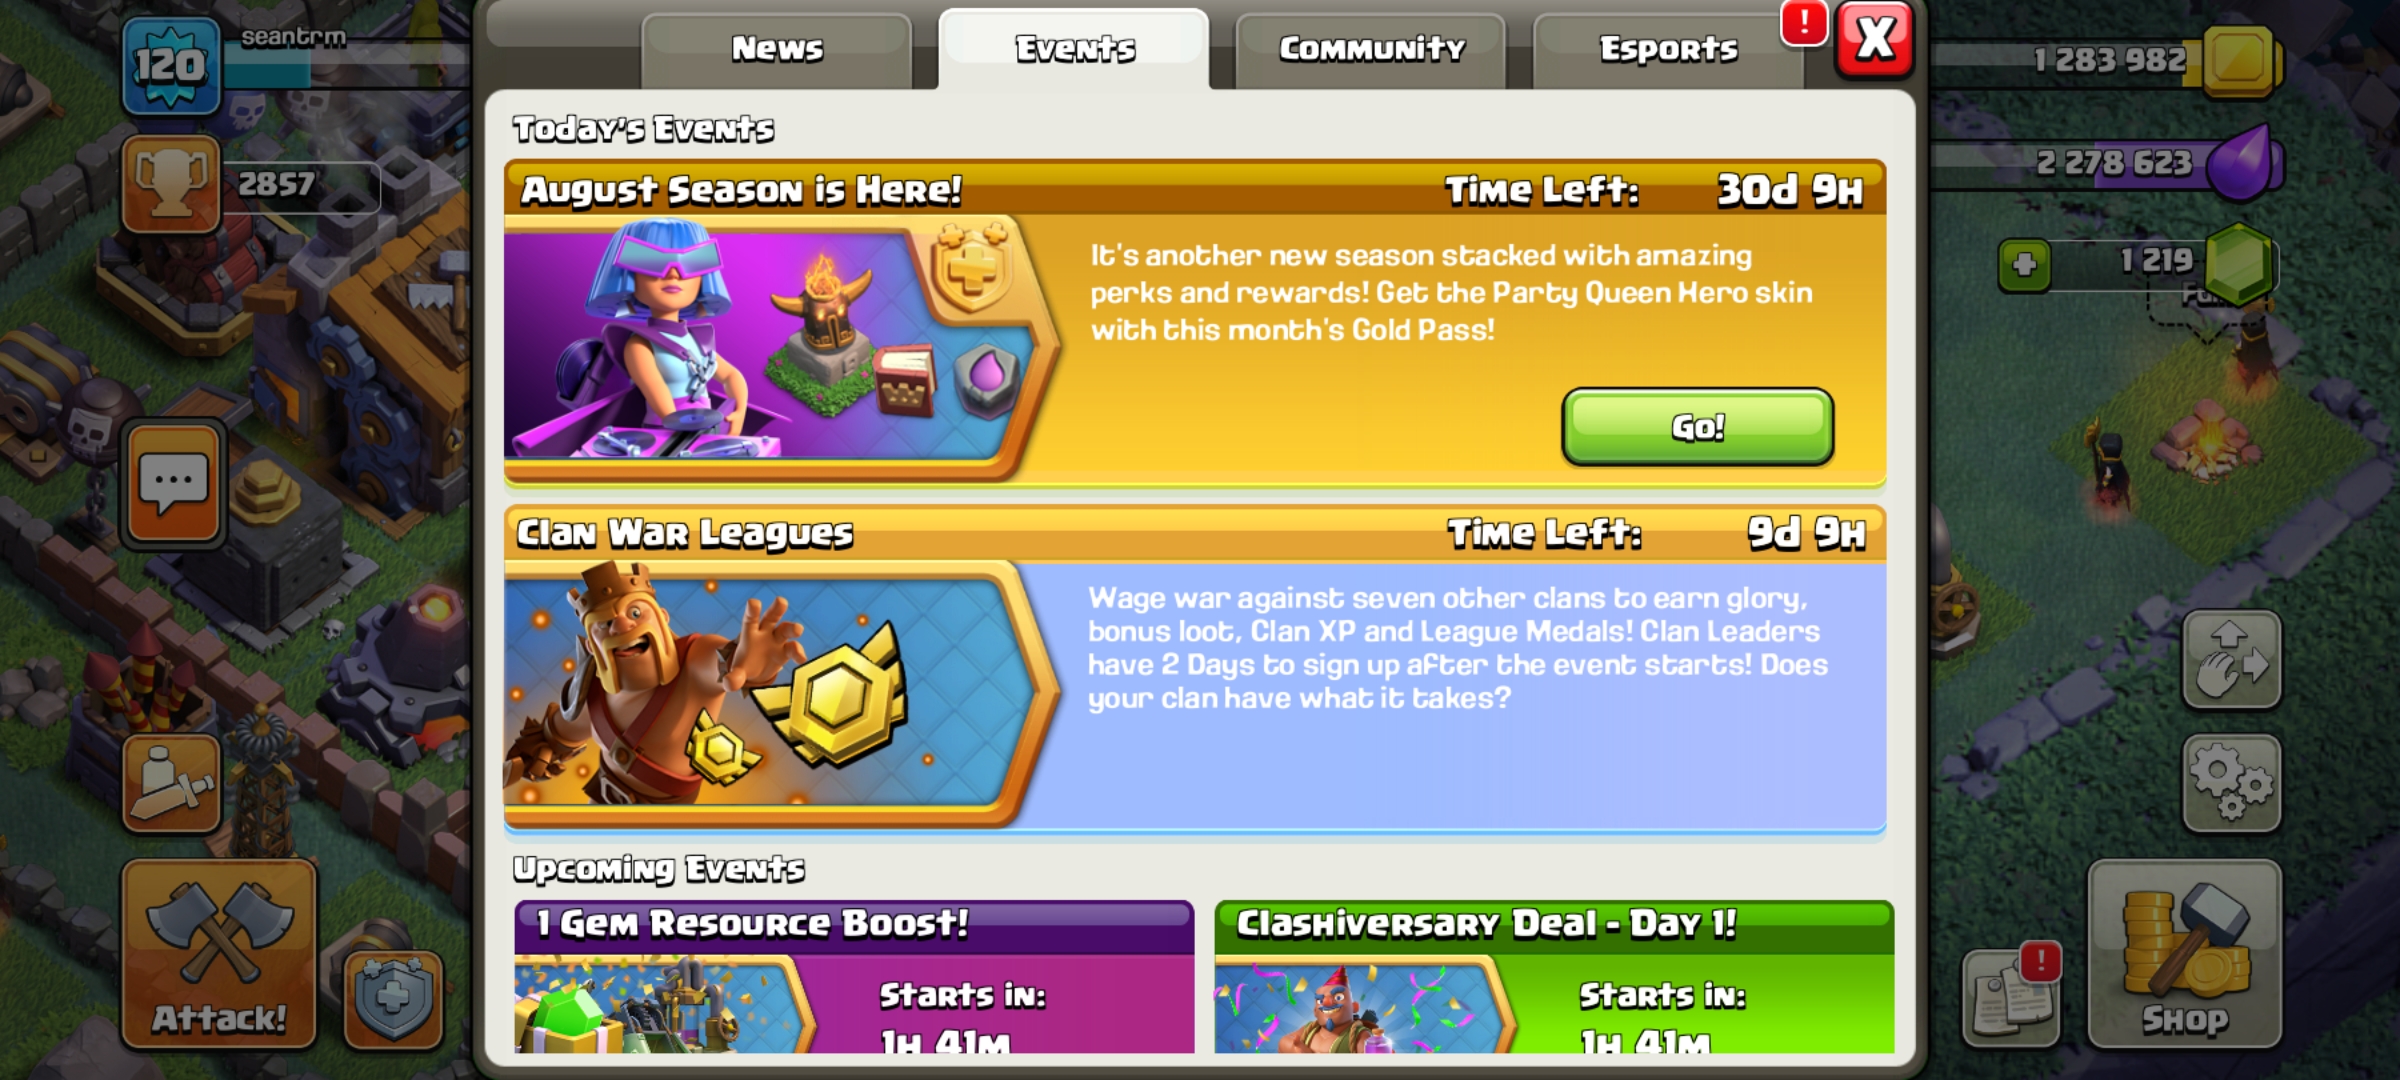 120
seantrm
2857
News
Events
Community
Esports
!
X
1 283 982
2 278 623
1 219
Today's Events
August Season is Here!
Time Left: 30d 9H
It's another new season stacked with amazing
perks and rewards! Get the Party Queen Hero skin
with this month's Gold Pass!
Go!
Clan War Leagues
Time Left: 9d 9H
Wage war against seven other clans to earn glory,
bonus loot, Clan XP and League Medals! Clan Leaders
have 2 Days to sign up after the event starts! Does
your clan have what it takes?
Upcoming Events
1 Gem Resource Boost!
Starts in:
1H 41M
Clashiversary Deal - Day 1!
Starts in:
1H 41M
Attack!
!
Shop